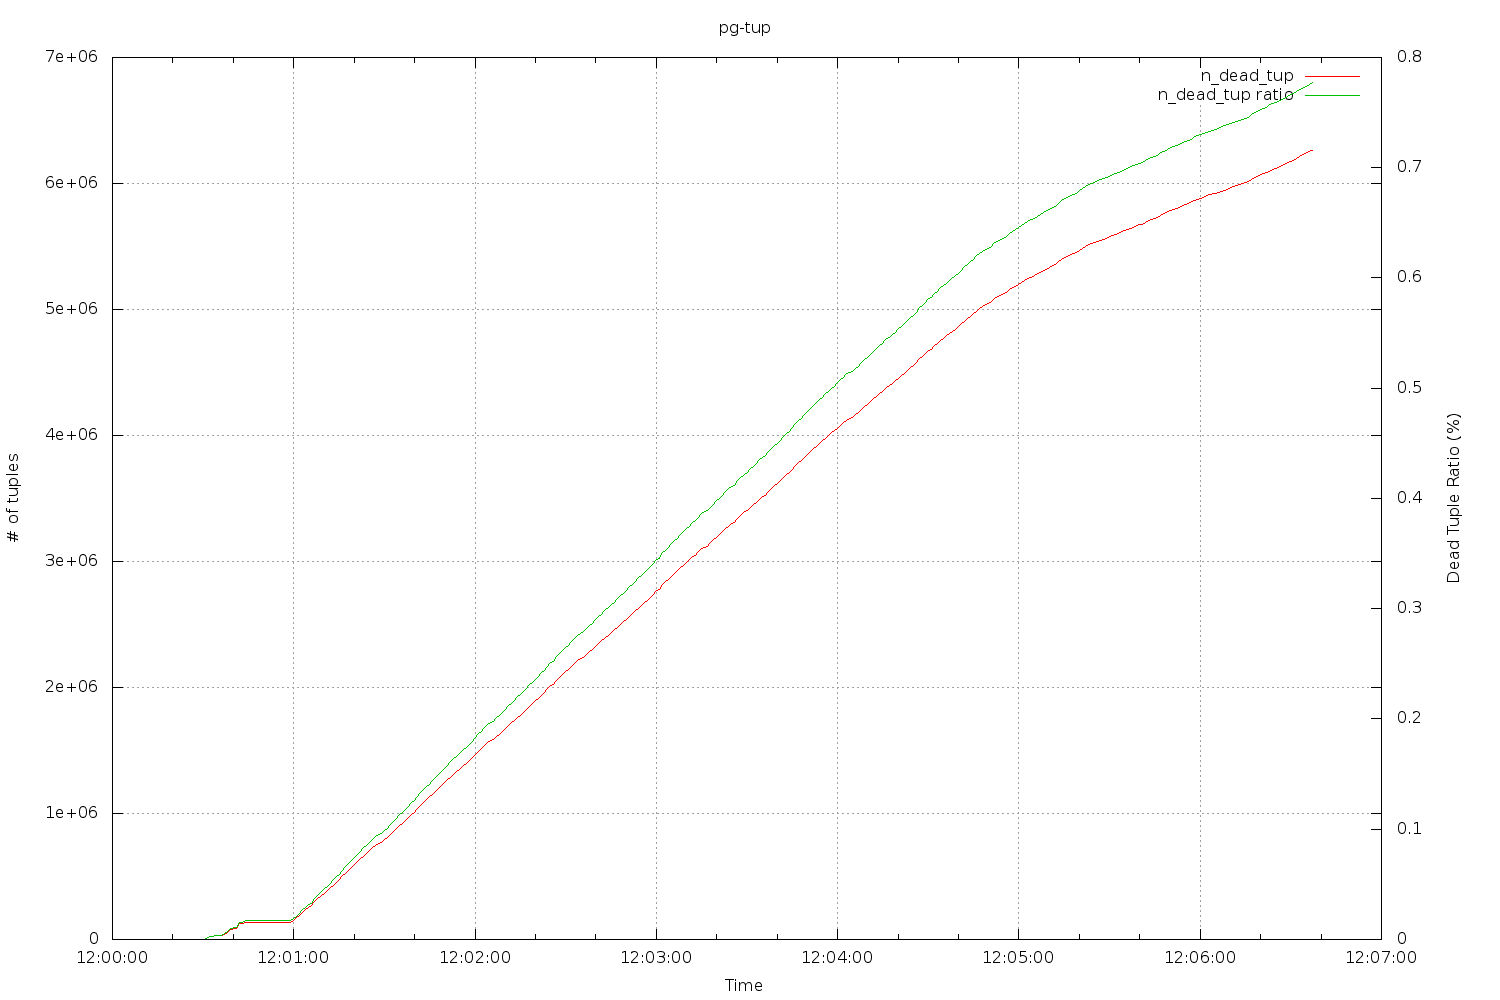 pg-tup
n_dead_tup
n_dead_tup ratio
7e+06
6e+06
5e+06
4e+06
3e+06
2e+06
1e+06
0
# of tuples
0.8
0.7
0.6
0.5
0.4
0.3
0.2
0.1
0
Dead Tuple Ratio (%)
12:00:00 12:01:00 12:02:00 12:03:00 12:04:00 12:05:00 12:06:00 12:07:00
Time